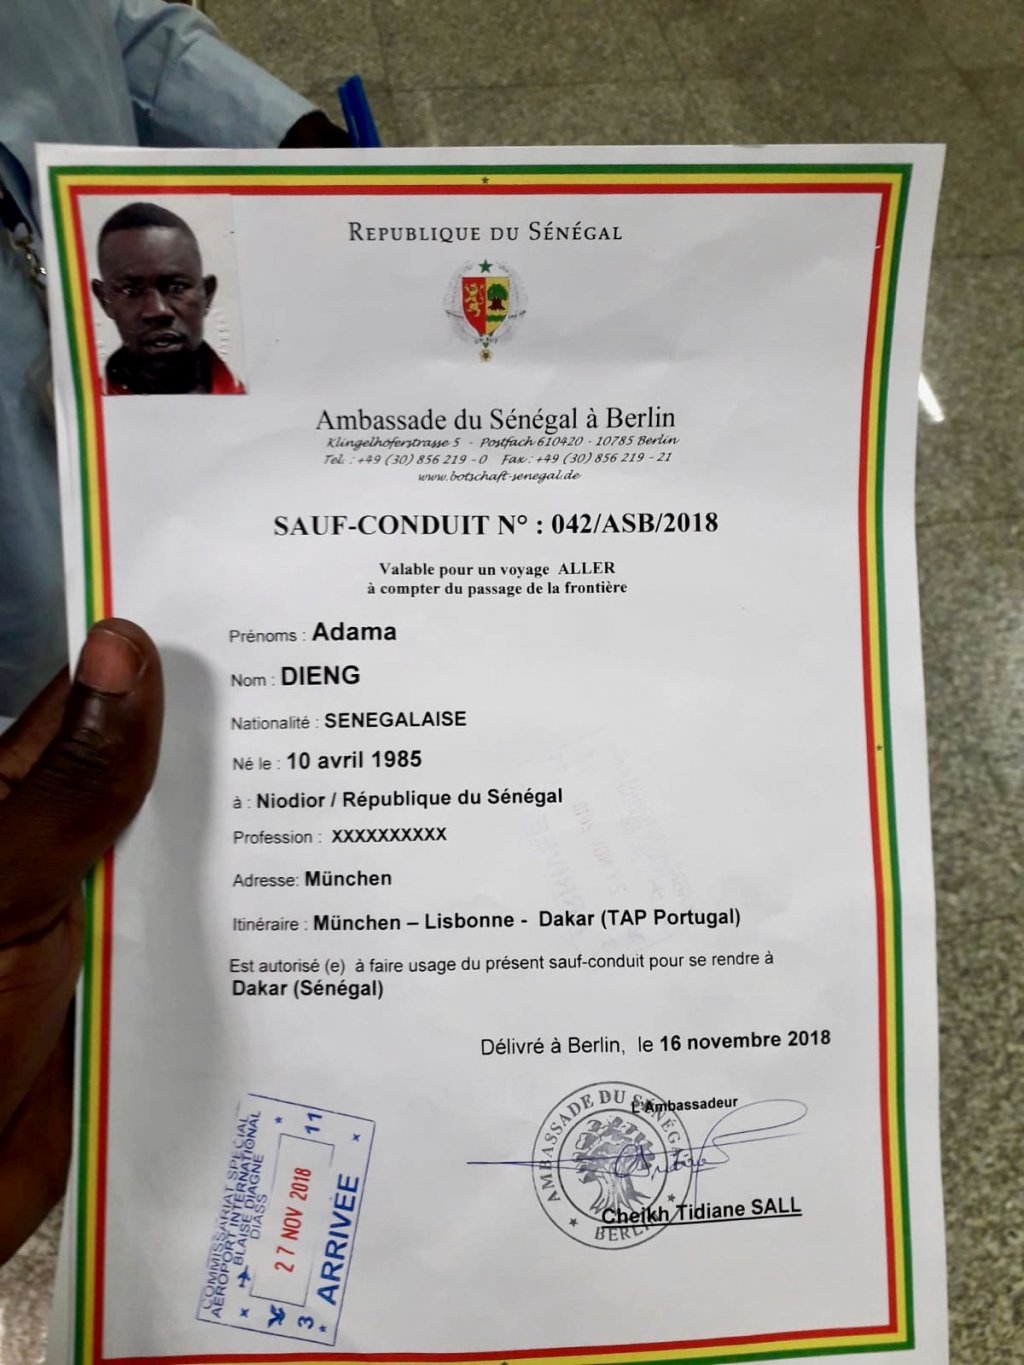 REPUBLIQUE DU SÉNÉGAL
Ambassade du Sénégal à Berlin
Klingelhöferstrasse 5 - Postfach 610420 - 10785 Berlin
Tel. : +49 (30) 856 219 - 0 Fax : +49 (30) 856 219 - 21
www.botschaft-senegal.de
SAUF-CONDUIT N° : 042/ASB/2018
Valable pour un voyage ALLER
à compter du passage de la frontière
Prénoms : Adama
Nom : DIENG
Nationalité : SENEGALAISE
Né le : 10 avril 1985
à : Niodior / République du Sénégal
Profession : XXXXXXXXXX
Adresse: München
Itinéraire : München – Lisbonne - Dakar (TAP Portugal)
Est autorisé (e) à faire usage du présent sauf-conduit pour se rendre à
Dakar (Sénégal)
Délivré à Berlin, le 16 novembre 2018
L'Ambassadeur
AMBASSADE DU SÉNÉGAL
BERLIN
Cheikh Tidiane SALL
COMMISSARIAT SPECIAL
AEROPORT INTERNATIONAL
BLAISE DIAGNE
DIASS
27 NOV 2018
11
3
ARRIVÉE